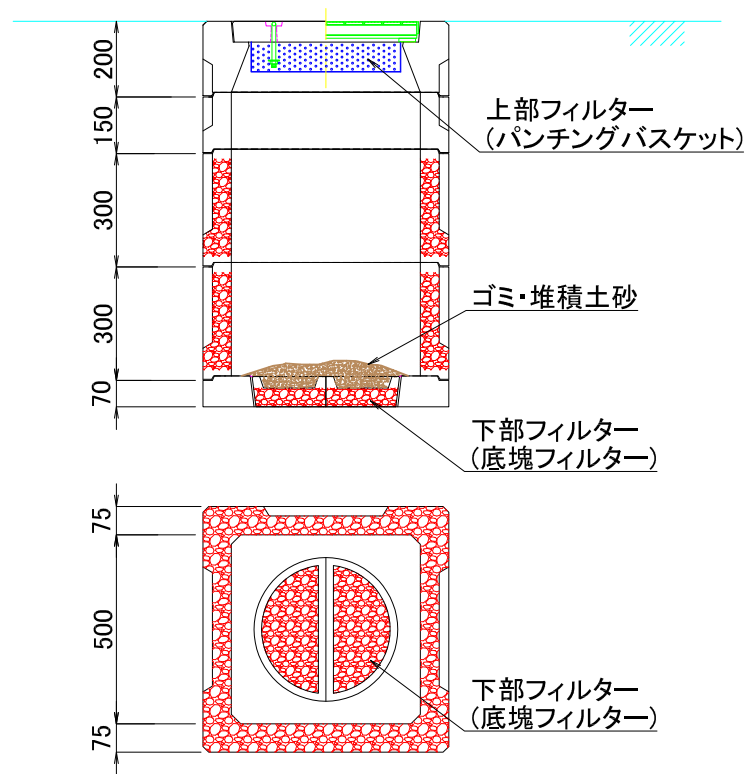 200
上部フィルター
(パンチングバスケット)
150
300
300
ゴミ・堆積土砂
70
下部フィルター
(底塊フィルター)
75
500
下部フィルター
(底塊フィルター)
75